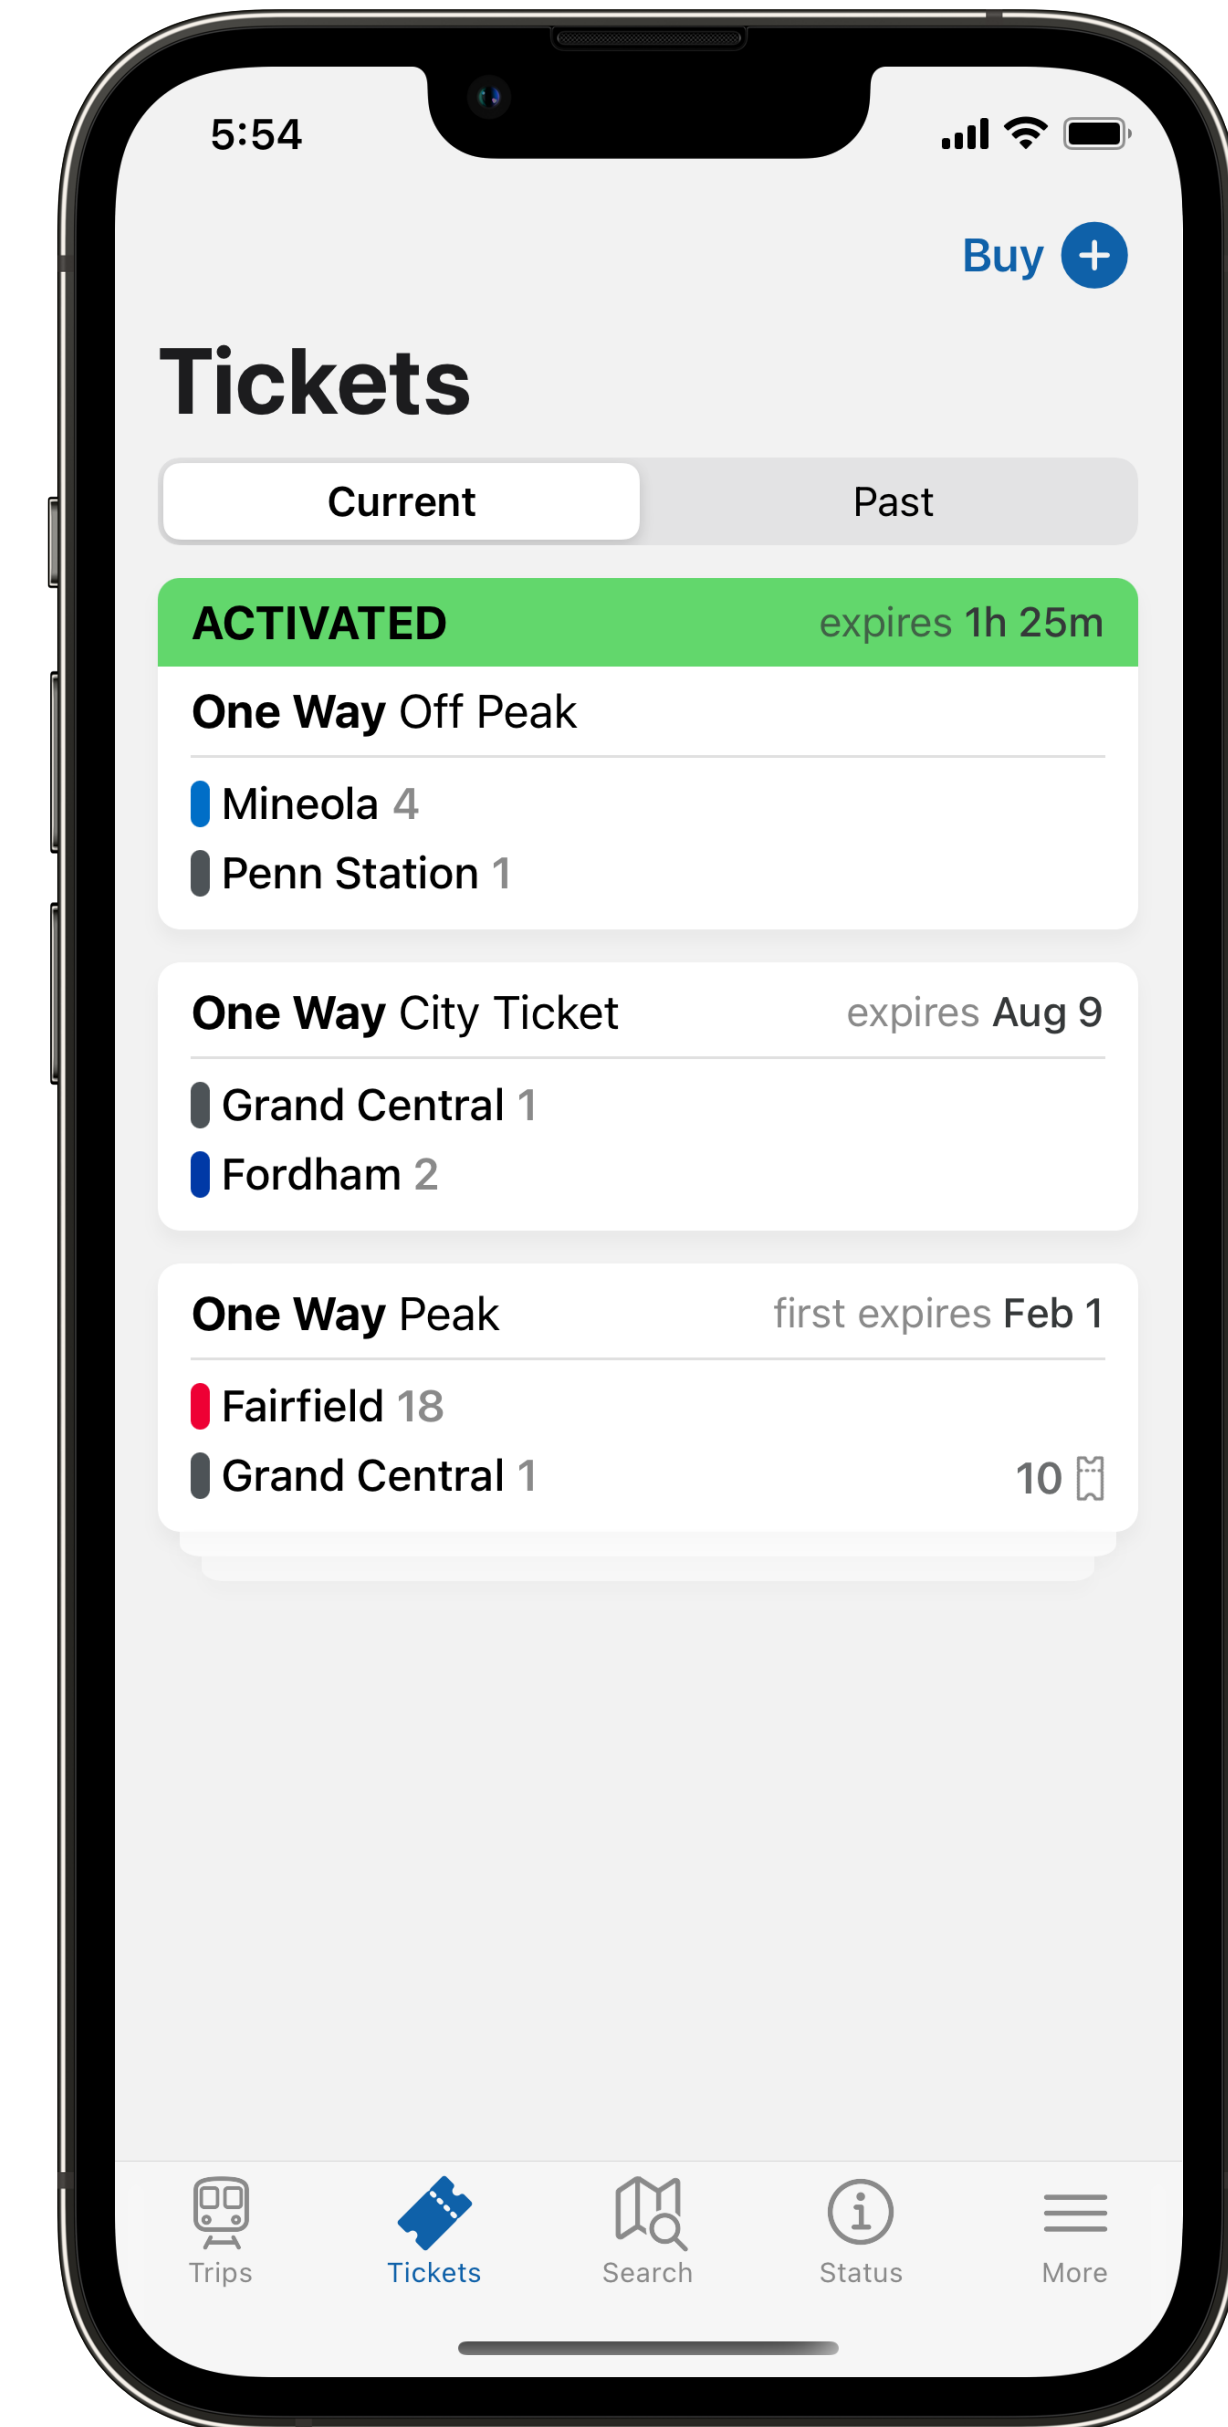 5:54
Buy +
Tickets
Current Past
ACTIVATED expires 1h 25m
One Way Off Peak
Mineola 4
Penn Station 1
One Way City Ticket expires Aug 9
Grand Central 1
Fordham 2
One Way Peak first expires Feb 1
Fairfield 18
Grand Central 1 10
Trips Tickets Search Status More